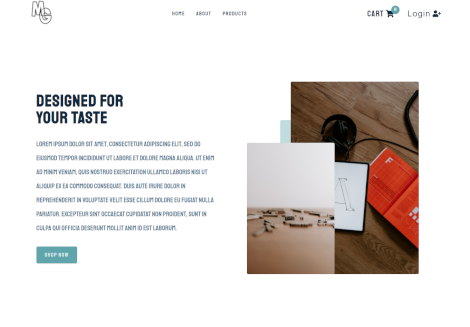 MG
HOME ABOUT PRODUCTS
CART 0 Login
DESIGNED FOR
YOUR TASTE
LOREM IPSUM DOLOR SIT AMET, CONSECTETUR ADIPISCING ELIT, SED DO
EIUSMOD TEMPOR INCIDIDUNT UT LABORE ET DOLORE MAGNA ALIQUA. UT ENIM
AD MINIM VENIAM, QUIS NOSTRUD EXERCITATION ULLAMCO LABORIS NISI UT
ALIQUIP EX EA COMMODO CONSEQUAT. DUIS AUTE IRURE DOLOR IN
REPREHENDERIT IN VOLUPTATE VELIT ESSE CILLUM DOLORE EU FUGIAT NULLA
PARIATUR. EXCEPTEUR SINT OCCAECAT CUPIDATAT NON PROIDENT, SUNT IN
CULPA QUI OFFICIA DESERUNT MOLLIT ANIM ID EST LABORUM.
SHOP NOW
A